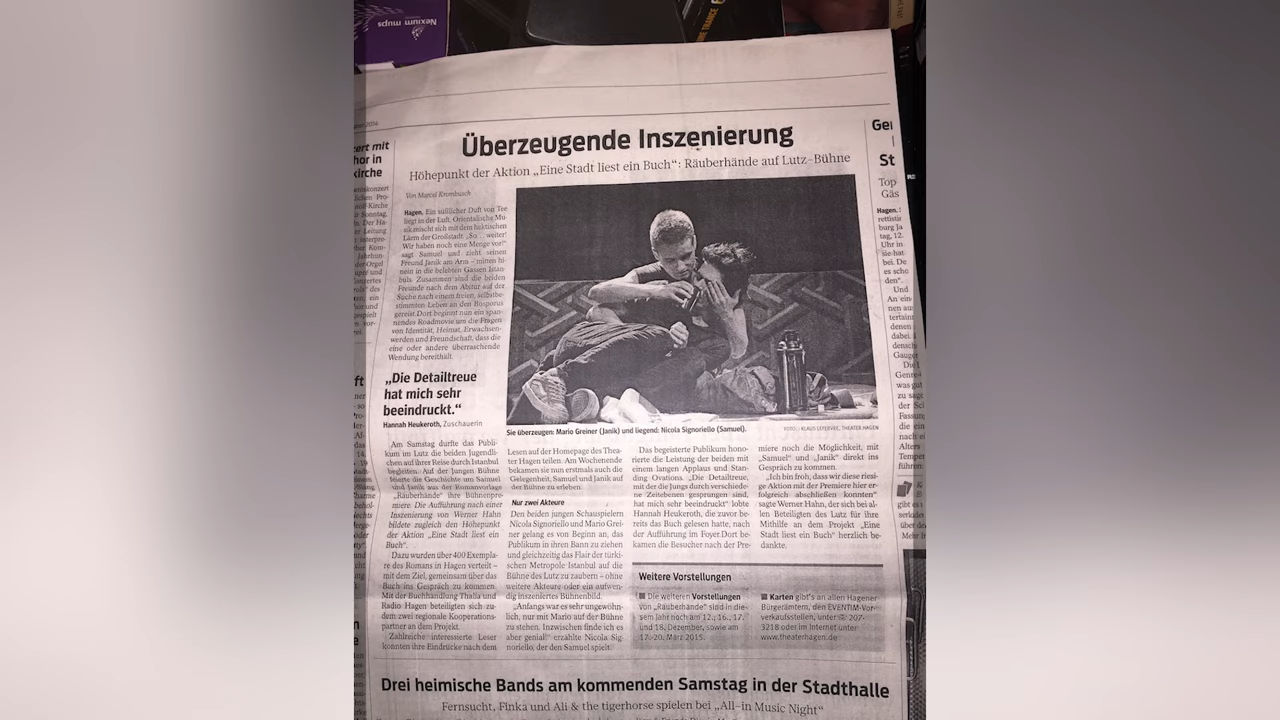 Nexium mups
TRANCE
Überzeugende Inszenierung
Höhepunkt der Aktion „Eine Stadt liest ein Buch“: Räuberhände auf Lutz-Bühne
Von Marcel Krombusch
Hagen. Ein süßlicher Duft von Tee
liegt in der Luft. Orientalische Mu-
sik mischt sich mit dem hektischen
Lärm der Großstadt. „So... weiter!
Wir haben noch eine Menge vor!“
sagt Samuel und zieht seinen
Freund Janik am Arm – mitten hi-
nein in die belebten Gassen Istan-
buls. Zusammen sind die beiden
Freunde nach dem Abitur auf der
Suche nach einem freien, selbstbe-
stimmten Leben an den Bosporus
gereist. Dort beginnt nun ein span-
nendes Roadmovie um die Fragen
von Identität, Heimat, Erwachsen-
werden und Freundschaft, dass die
eine oder andere überraschende
Wendung bereithält.
„Die Detailtreue
hat mich sehr
beeindruckt.“
Hannah Heukeroth, Zuschauerin
Am Samstag durfte das Publi-
kum im Lutz die beiden Jugendli-
chen auf ihrer Reise durch Istanbul
begleiten. Auf der Jungen Bühne
feierte die Geschichte um Samuel
und Janik aus der Romanvorlage
„Räuberhände“ ihre Bühnenpre-
miere. Die Aufführung nach einer
Inszenierung von Werner Hahn
bildete zugleich den Höhepunkt
der Aktion „Eine Stadt liest ein
Buch“.
Dazu wurden über 400 Exempla-
re des Romans in Hagen verteilt –
mit dem Ziel, gemeinsam über das
Buch ins Gespräch zu kommen.
Mit der Buchhandlung Thalia und
Radio Hagen beteiligten sich zu-
dem zwei regionale Kooperations-
partner an dem Projekt.
Zahlreiche interessierte Leser
konnten ihre Eindrücke nach dem
Sie überzeugen: Mario Greiner (Janik) und liegend: Nicola Signoriello (Samuel).
FOTO: KLAUS LEFEBVRE, THEATER HAGEN
Lesen auf der Homepage des Thea-
ter Hagen teilen. Am Wochenende
bekamen sie nun erstmals auch die
Gelegenheit, Samuel und Janik auf
der Bühne zu erleben.
Nur zwei Akteure
Den beiden jungen Schauspielern
Nicola Signoriello und Mario Grei-
ner gelang es von Beginn an, das
Publikum in ihren Bann zu ziehen
und gleichzeitig das Flair der türki-
schen Metropole Istanbul auf die
Bühne des Lutz zu zaubern – ohne
weitere Akteure oder ein aufwen-
dig inszeniertes Bühnenbild.
„Anfangs war es sehr ungewöhn-
lich, nur mit Mario auf der Bühne
zu stehen. Inzwischen finde ich es
aber genial!“ erzählte Nicola Sig-
noriello, der den Samuel spielt.
Das begeisterte Publikum hono-
rierte die Leistung der beiden mit
einem langen Applaus und Stan-
ding Ovations. „Die Detailtreue,
mit der die Jungs durch verschiede-
ne Zeitebenen gesprungen sind,
hat mich sehr beeindruckt“ lobte
Hannah Heukeroth, die zuvor be-
reits das Buch gelesen hatte, nach
der Aufführung im Foyer. Dort be-
kamen die Besucher nach der Pre-
miere noch die Möglichkeit, mit
„Samuel“ und „Janik“ direkt ins
Gespräch zu kommen.
„Ich bin froh, dass wir diese riesi-
ge Aktion mit der Premiere hier er-
folgreich abschließen konnten“
sagte Werner Hahn, der sich bei al-
len Beteiligten des Lutz für ihre
Mithilfe an dem Projekt „Eine
Stadt liest ein Buch“ herzlich be-
dankte.
Weitere Vorstellungen
Die weiteren Vorstellungen
von „Räuberhände“ sind in die-
sem Jahr noch am 12., 16., 17.
und 18. Dezember, sowie am
17.-20. März 2015.
Karten gibt's an allen Hagener
Bürgerämtern, den EVENTIM-Vor-
verkaufsstellen, unter ☏ 207-
3218 oder im Internet unter
www.theaterhagen.de
Drei heimische Bands am kommenden Samstag in der Stadthalle
Fernsucht, Finka und Ali & the tigerhorse spielen bei „All-in Music Night“